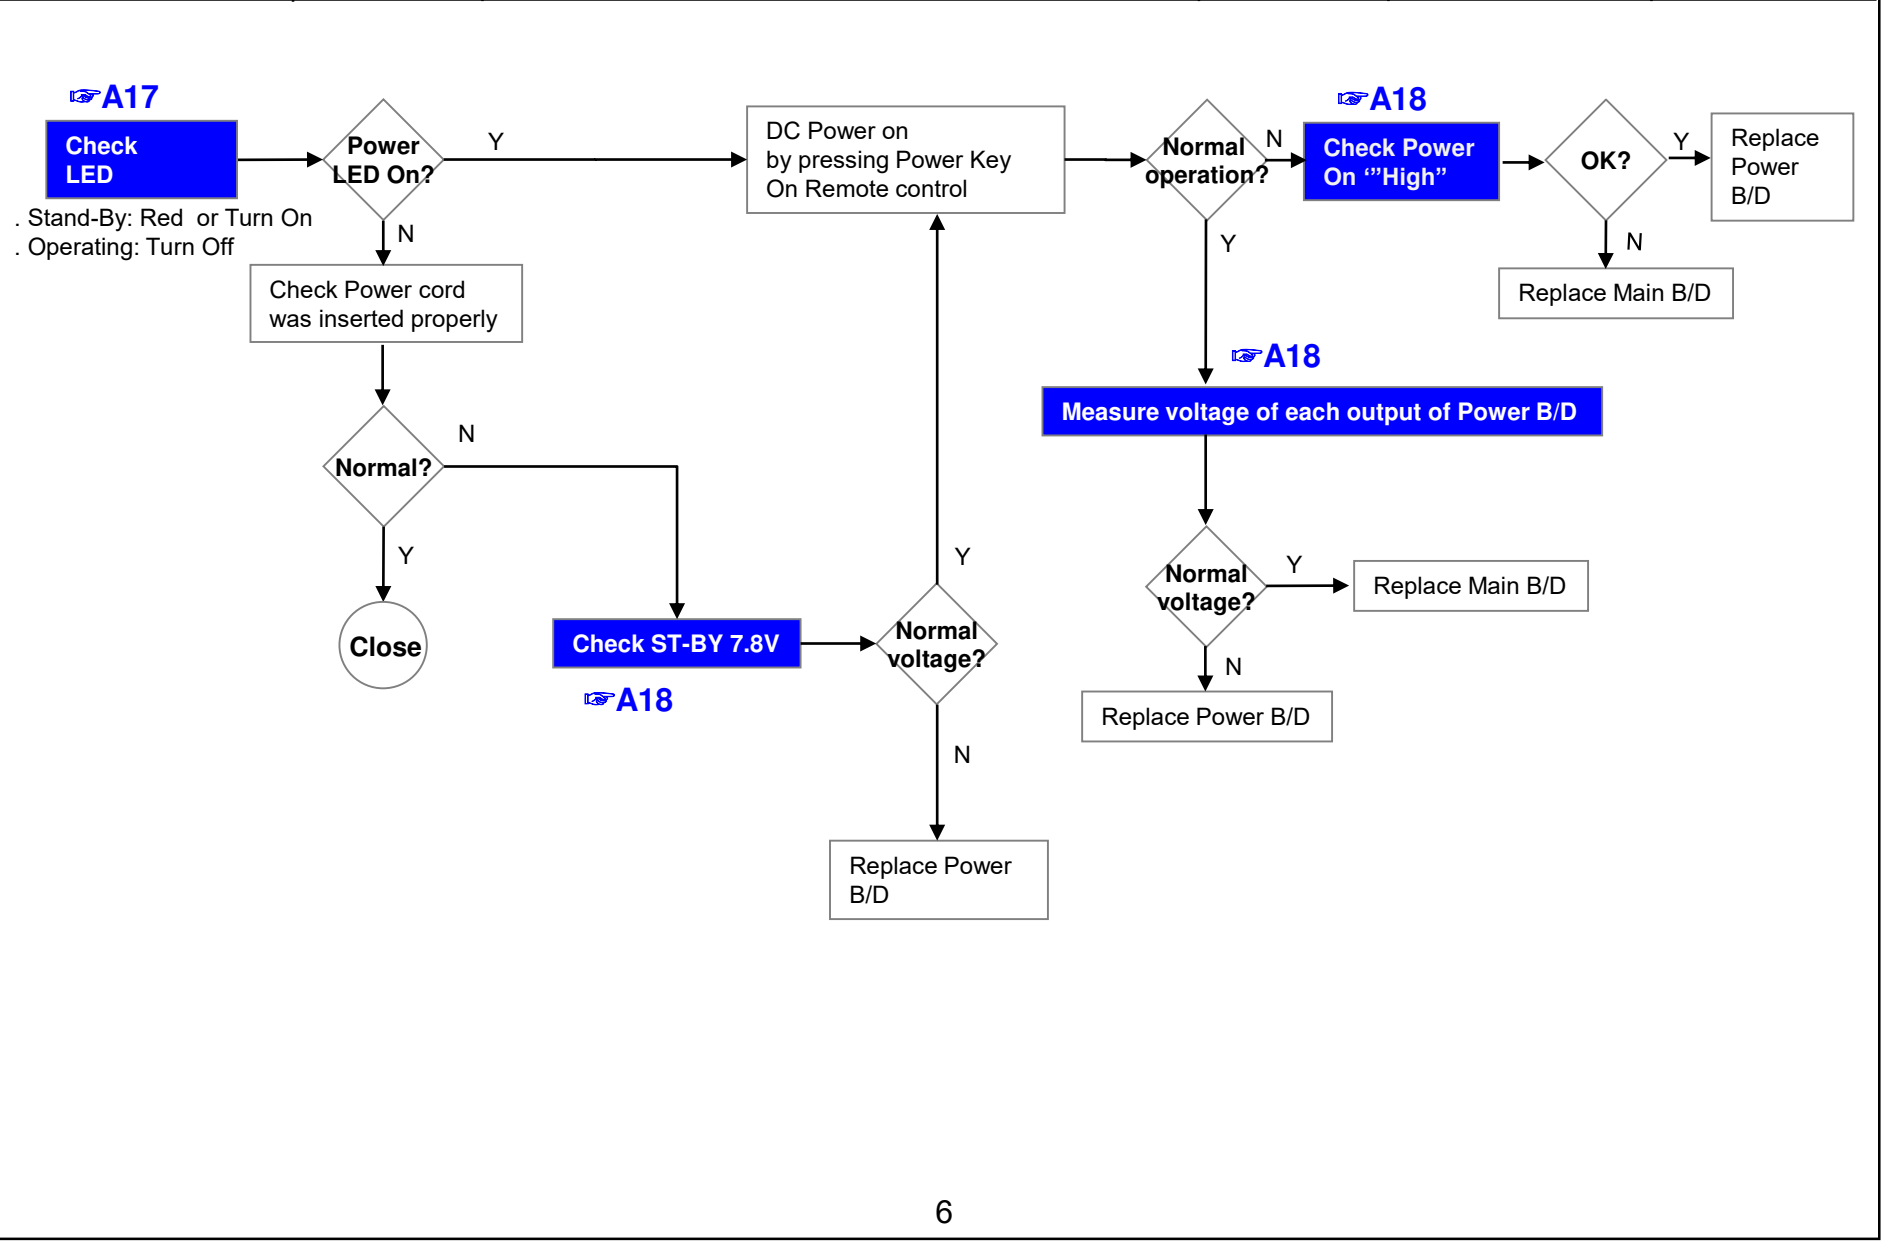 ☞A17
Check
LED
. Stand-By: Red or Turn On
. Operating: Turn Off
Power
LED On?
Y
N
Check Power cord
was inserted properly
Normal?
N
Y
Close
Check ST-BY 7.8V
☞A18
Normal
voltage?
Y
N
Replace Power
B/D
DC Power on
by pressing Power Key
On Remote control
Normal
operation?
N
Y
☞A18
Check Power
On ‘”High”
OK?
Y
Replace
Power
B/D
N
Replace Main B/D
☞A18
Measure voltage of each output of Power B/D
Normal
voltage?
Y
Replace Main B/D
N
Replace Power B/D
6